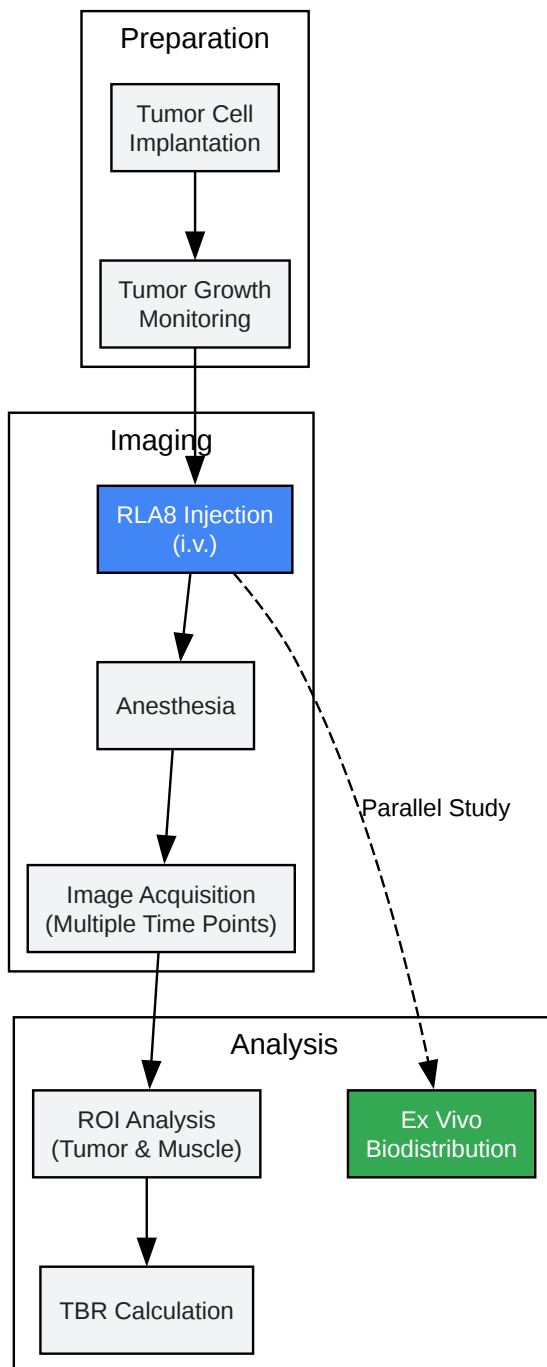 Preparation
Tumor Cell
Implantation
Tumor Growth
Monitoring
Imaging
RLA8 Injection
(i.v.)
Anesthesia
Parallel Study
Image Acquisition
(Multiple Time Points)
Analysis
ROI Analysis
(Tumor & Muscle)
Ex Vivo
Biodistribution
TBR Calculation